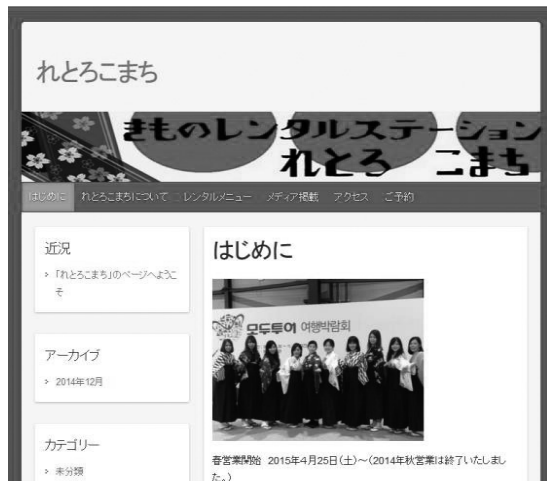 れとろこまち
きものレンタルステーション
れとろ こまち
はじめに れとろこまちについて レンタルメニュー メディア掲載 アクセス ご予約
近況
「れとろこまち」のページへようこ
そ
アーカイブ
2014年12月
カテゴリー
未分類
はじめに
모두투어 여행박람회
春営業開始 2015年4月25日(土)~(2014年秋営業は終了いたしまし
た。)